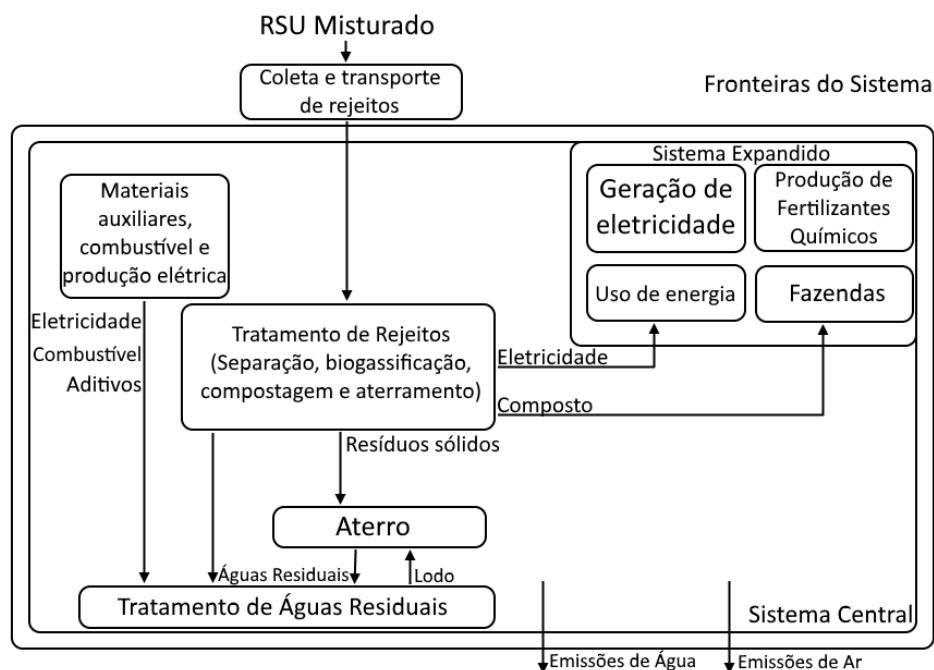 RSU Misturado
Coleta e transporte
de rejeitos
Fronteiras do Sistema
Sistema Expandido
Geração de
eletricidade
Produção de
Fertilizantes
Químicos
Materiais
auxiliares,
combustível e
produção elétrica
Uso de energia
Fazendas
Eletricidade
Combustível
Aditivos
Tratamento de Rejeitos
(Separação, biogassificação,
compostagem e aterramento)
Eletricidade
Composto
Resíduos sólidos
Aterro
Águas Residuais
Lodo
Tratamento de Águas Residuais
Sistema Central
Emissões de Água
Emissões de Ar